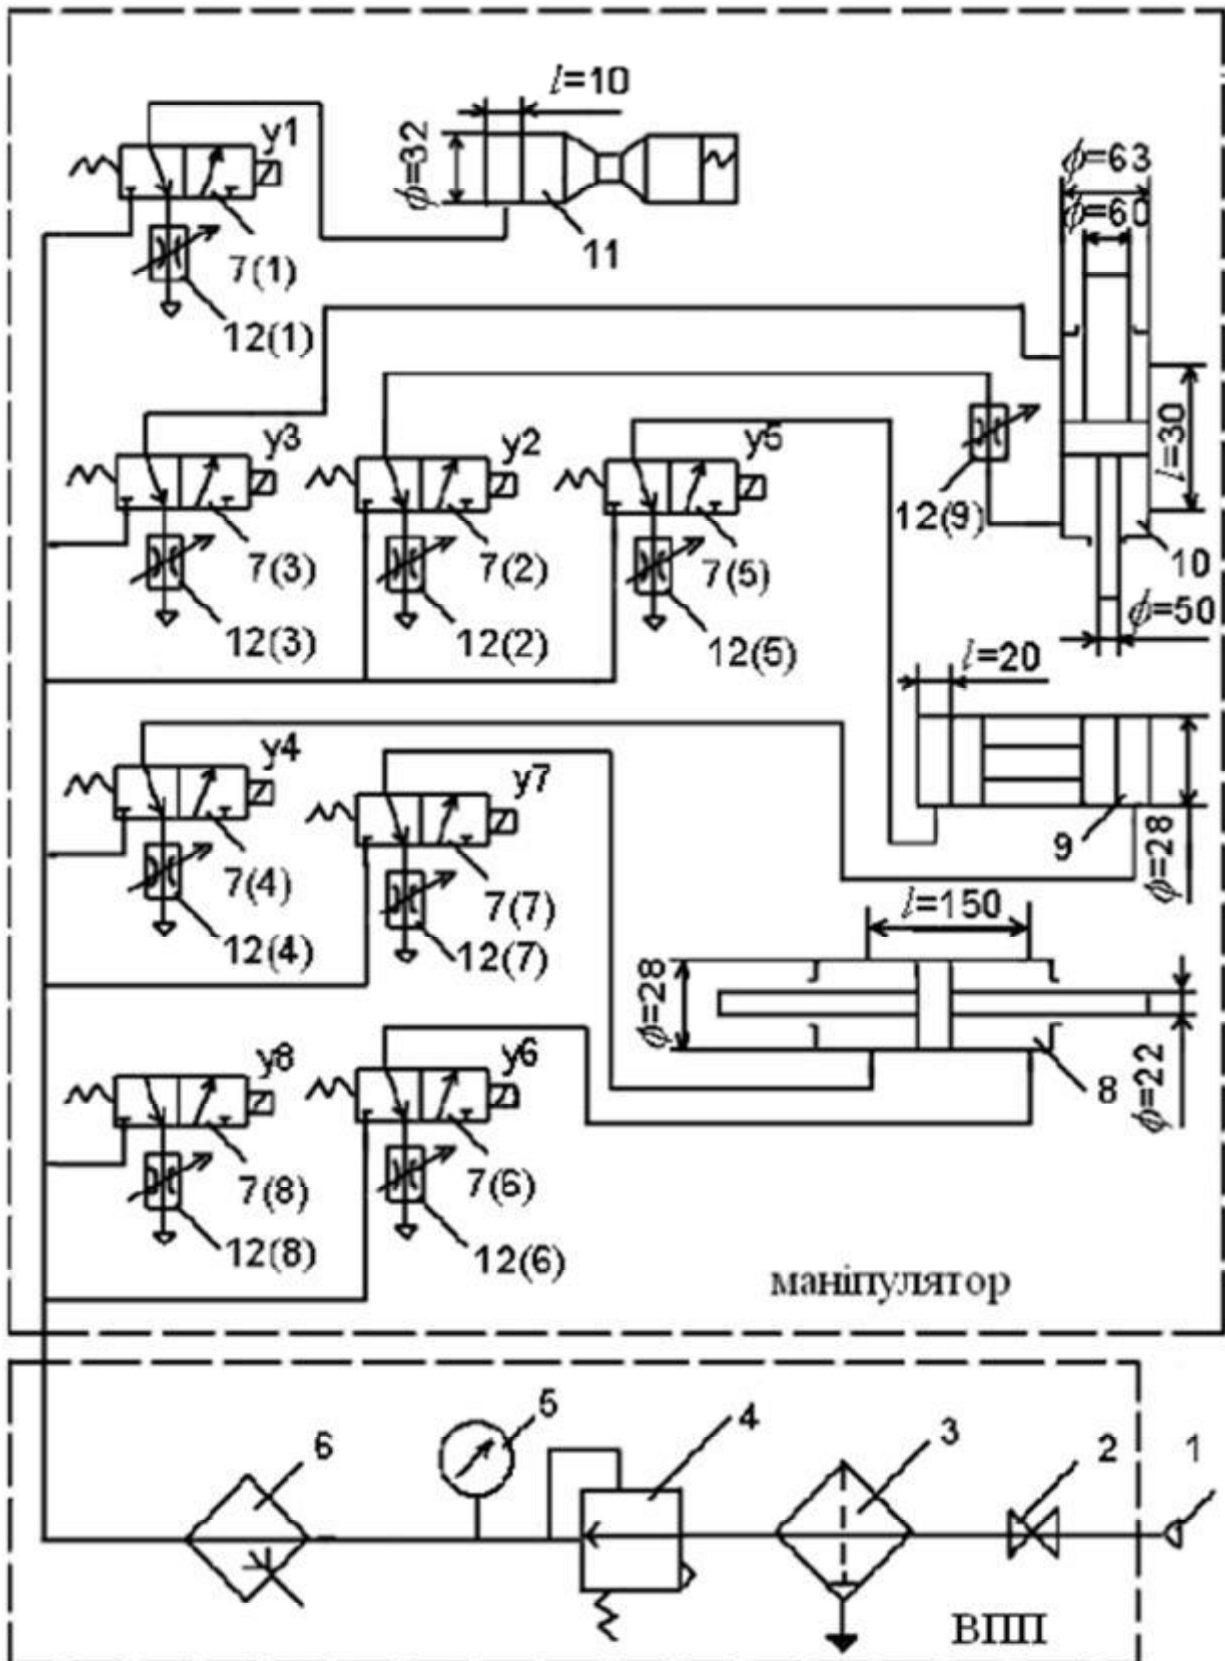 l=10
y1
ϕ=32
ϕ=63
ϕ=60
11
7(1)
12(1)
y3
y2
y5
l=30
12(9)
7(3)
7(2)
7(5)
10
12(3)
12(2)
12(5)
ϕ=50
l=20
y4
y7
9
ϕ=28
7(4)
7(7)
l=150
12(4)
12(7)
ϕ=28
y8
y6
8
ϕ=22
7(8)
7(6)
12(8)
12(6)
маніпулятор
6
5
4
3
2
1
ВПП